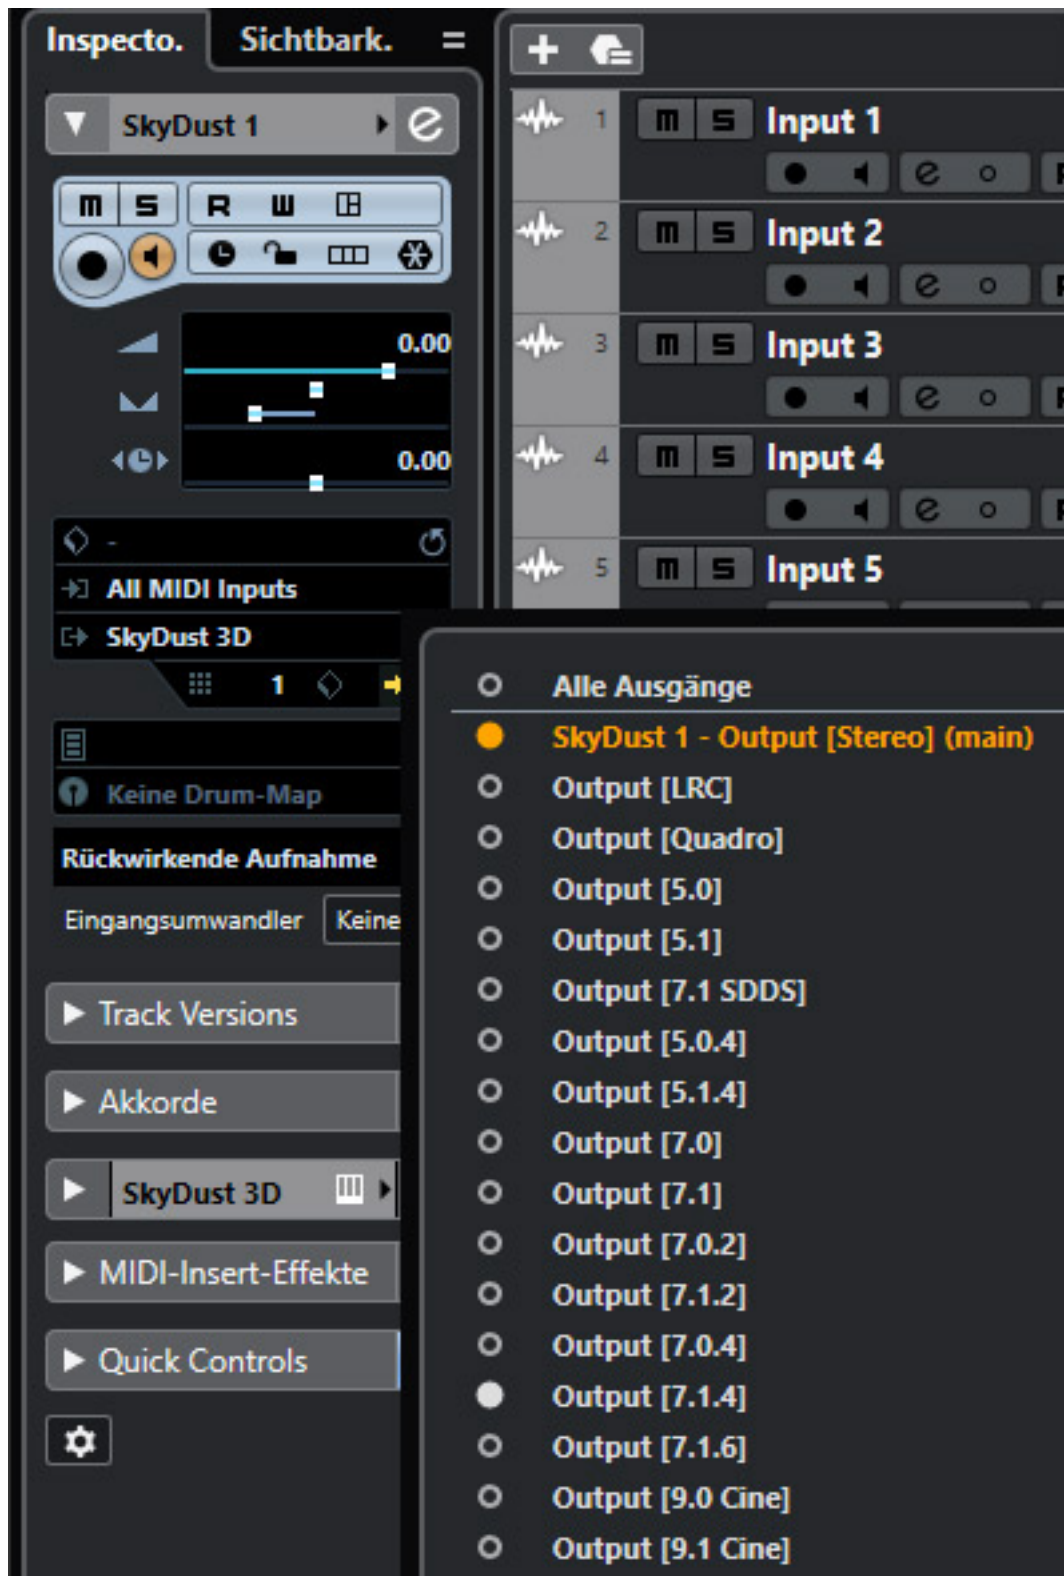 Inspecto. Sichtbark.
SkyDust 1 e
m S R W
0.00
0.00
-
All MIDI Inputs
SkyDust 3D
1
Keine Drum-Map
Rückwirkende Aufnahme
Eingangsumwandler Keine
Track Versions
Akkorde
SkyDust 3D
MIDI-Insert-Effekte
Quick Controls
1 m S Input 1
e
2 m S Input 2
e
3 m S Input 3
e
4 m S Input 4
e
5 m S Input 5
Alle Ausgänge
SkyDust 1 - Output [Stereo] (main)
Output [LRC]
Output [Quadro]
Output [5.0]
Output [5.1]
Output [7.1 SDDS]
Output [5.0.4]
Output [5.1.4]
Output [7.0]
Output [7.1]
Output [7.0.2]
Output [7.1.2]
Output [7.0.4]
Output [7.1.4]
Output [7.1.6]
Output [9.0 Cine]
Output [9.1 Cine]